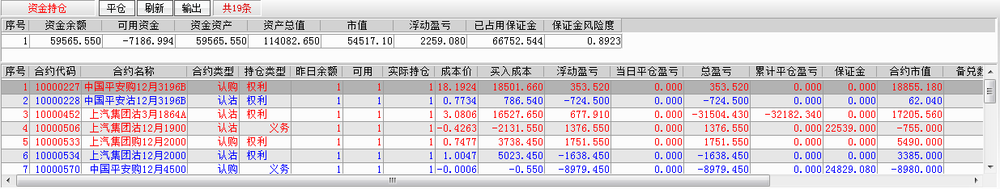 资金持仓 平仓 刷新 输出 共19条
序号 资金余额 可用资金 资金资产 资产总值 市值 浮动盈亏 已占用保证金 保证金风险度
1 59565.550 -7186.994 59565.550 114082.650 54517.10 2259.080 66752.544 0.8923
序号 合约代码 合约名称 合约类型 持仓类型 昨日余额 可用 实际持仓 成本价 买入成本 浮动盈亏 当日平仓盈亏 总盈亏 累计平仓盈亏 保证金 合约市值 备兑数
1 10000227 中国平安购12月3196B 认购 权利 1 1 1 18.1924 18501.660 353.520 0.000 353.520 0.000 0.000 18855.180
2 10000228 中国平安沽12月3196B 认沽 权利 1 1 1 0.7734 786.540 -724.500 0.000 -724.500 0.000 0.000 62.040
3 10000452 上汽集团沽3月1864A 认沽 权利 1 1 1 3.0806 16527.650 677.910 0.000 -31504.430 -32182.340 0.000 17205.560
4 10000506 上汽集团沽12月1900 认沽 义务 1 1 1 -0.4263 -2131.550 1376.550 0.000 1376.550 0.000 22539.000 -755.000
5 10000533 上汽集团购12月2000 认购 权利 1 1 1 0.7477 3738.450 1751.550 0.000 1751.550 0.000 0.000 5490.000
6 10000534 上汽集团沽12月2000 认沽 权利 1 1 1 1.0047 5023.450 -1638.450 0.000 -1638.450 0.000 0.000 3385.000
7 10000570 中国平安购12月4500 认购 义务 1 1 1 -0.0006 -0.550 -8979.450 0.000 -8979.450 0.000 24829.080 -8980.000